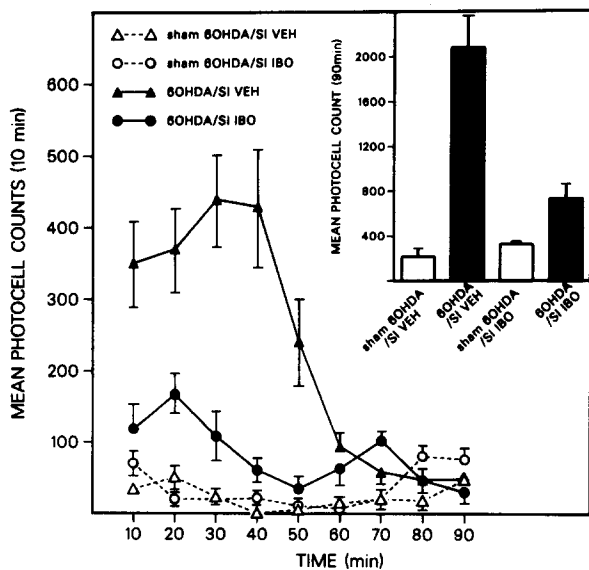 sham 6OHDA/SI VEH
sham 6OHDA/SI IBO
6OHDA/SI VEH
6OHDA/SI IBO
MEAN PHOTOCELL COUNTS (10 min)
600
500
400
300
200
100
10 20 30 40 50 60 70 80 90
TIME (min)
MEAN PHOTOCELL COUNT (90min)
2000
1600
1200
800
400
sham 6OHDA
/SI VEH
6OHDA
/SI VEH
sham 6OHDA
/SI IBO
6OHDA
/SI IBO